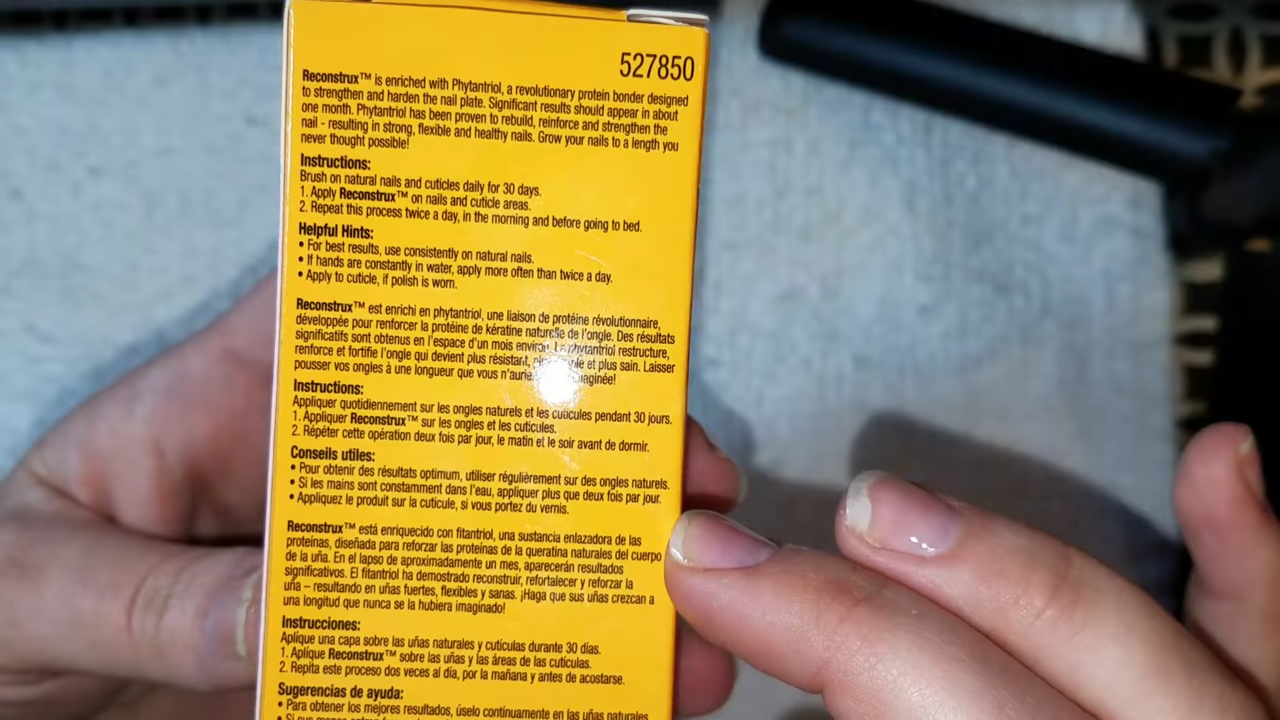 527850
Reconstrux™ is enriched with Phytantriol, a revolutionary protein bonder designed
to strengthen and harden the nail plate. Significant results should appear in about
one month. Phytantriol has been proven to rebuild, reinforce and strengthen the
nail - resulting in strong, flexible and healthy nails. Grow your nails to a length you
never thought possible!
Instructions:
Brush on natural nails and cuticles daily for 30 days.
1. Apply Reconstrux™ on nails and cuticle areas.
2. Repeat this process twice a day, in the morning and before going to bed.
Helpful Hints:
• For best results, use consistently on natural nails.
• If hands are constantly in water, apply more often than twice a day.
• Apply to cuticle, if polish is worn.
Reconstrux™ est enrichi en phytantriol, une liaison de protéine révolutionnaire,
développée pour renforcer la protéine de kératine naturelle de l'ongle. Des résultats
significatifs sont obtenus en l'espace d'un mois environ. Le phytantriol restructure,
renforce et fortifie l'ongle qui devient plus résistant, et plus sain. Laisser
pousser vos ongles à une longueur que vous
Instructions:
Appliquer quotidiennement sur les ongles naturels et les cuticules pendant 30 jours.
1. Appliquer Reconstrux™ sur les ongles et les cuticules.
2. Répéter cette opération deux fois par jour, le matin et le soir avant de dormir.
Conseils utiles:
• Pour obtenir des résultats optimum, utiliser régulièrement sur des ongles naturels.
• Si les mains sont constamment dans l'eau, appliquer plus que deux fois par jour.
• Appliquez le produit sur la cuticule, si vous portez du vernis.
Reconstrux™ está enriquecido con fitantriol, una sustancia enlazadora de las
proteínas, diseñada para reforzar las proteínas de la queratina naturales del cuerpo
de la uña. En el lapso de aproximadamente un mes, aparecerán resultados
significativos. El fitantriol ha demostrado reconstruir, refortalecer y reforzar la
uña – resultando en uñas fuertes, flexibles y sanas. ¡Haga que sus uñas crezcan a
una longitud que nunca se la hubiera imaginado!
Instrucciones:
Aplique una capa sobre las uñas naturales y cutículas durante 30 días.
1. Aplique Reconstrux™ sobre las uñas y las áreas de las cutículas.
2. Repita este proceso dos veces al día, por la mañana y antes de acostarse.
Sugerencias de ayuda:
• Para obtener los mejores resultados, úselo continuamente en las uñas naturales